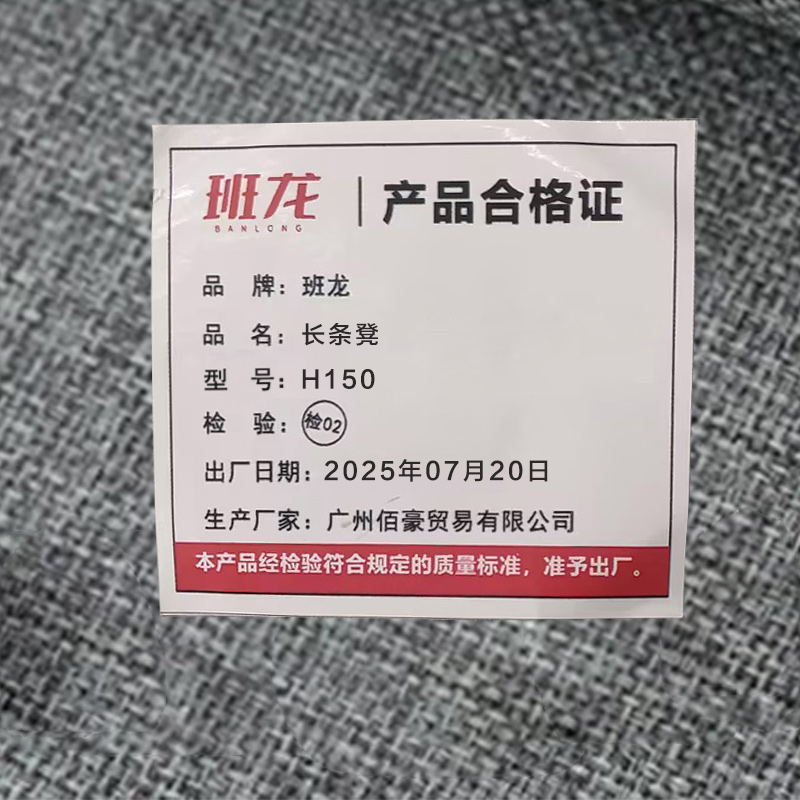 班龙 | 产品合格证
BANLONG
品 牌：班龙
品 名：长条凳
型 号：H150
检 验：检02
出厂日期：2025年07月20日
生产厂家：广州佰豪贸易有限公司
本产品经检验符合规定的质量标准，准予出厂。